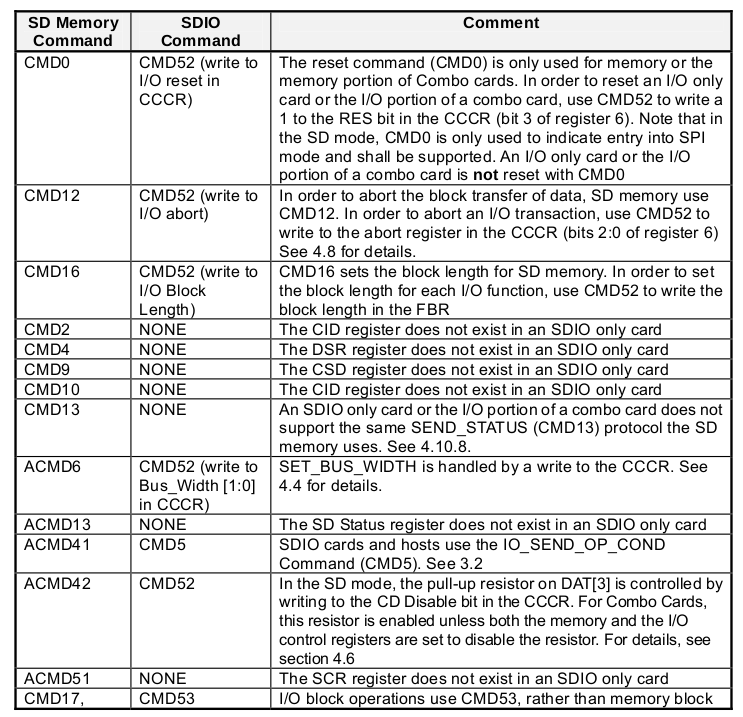 SD Memory Command SDIO Command Comment
CMD0 CMD52 (write to The reset command (CMD0) is only used for memory or the
I/O reset in memory portion of Combo cards. In order to reset an I/O only
CCCR) card or the I/O portion of a combo card, use CMD52 to write a
1 to the RES bit in the CCCR (bit 3 of register 6). Note that in
the SD mode, CMD0 is only used to indicate entry into SPI
mode and shall be supported. An I/O only card or the I/O
portion of a combo card is not reset with CMD0
CMD12 CMD52 (write to In order to abort the block transfer of data, SD memory use
I/O abort) CMD12. In order to abort an I/O transaction, use CMD52 to
write to the abort register in the CCCR (bits 2:0 of register 6)
See 4.8 for details.
CMD16 CMD52 (write to CMD16 sets the block length for SD memory. In order to set
I/O Block the block length for each I/O function, use CMD52 to write the
Length) block length in the FBR
CMD2 NONE The CID register does not exist in an SDIO only card
CMD4 NONE The DSR register does not exist in an SDIO only card
CMD9 NONE The CSD register does not exist in an SDIO only card
CMD10 NONE The CID register does not exist in an SDIO only card
CMD13 NONE An SDIO only card or the I/O portion of a combo card does not
support the same SEND_STATUS (CMD13) protocol the SD
memory uses. See 4.10.8.
ACMD6 CMD52 (write to SET_BUS_WIDTH is handled by a write to the CCCR. See
Bus_Width [1:0] 4.4 for details.
in CCCR)
ACMD13 NONE The SD Status register does not exist in an SDIO only card
ACMD41 CMD5 SDIO cards and hosts use the IO_SEND_OP_COND
Command (CMD5). See 3.2
ACMD42 CMD52 In the SD mode, the pull-up resistor on DAT[3] is controlled by
writing to the CD Disable bit in the CCCR. For Combo Cards,
this resistor is enabled unless both the memory and the I/O
control registers are set to disable the resistor. For details, see
section 4.6
ACMD51 NONE The SCR register does not exist in an SDIO only card
CMD17, CMD53 I/O block operations use CMD53, rather than memory block